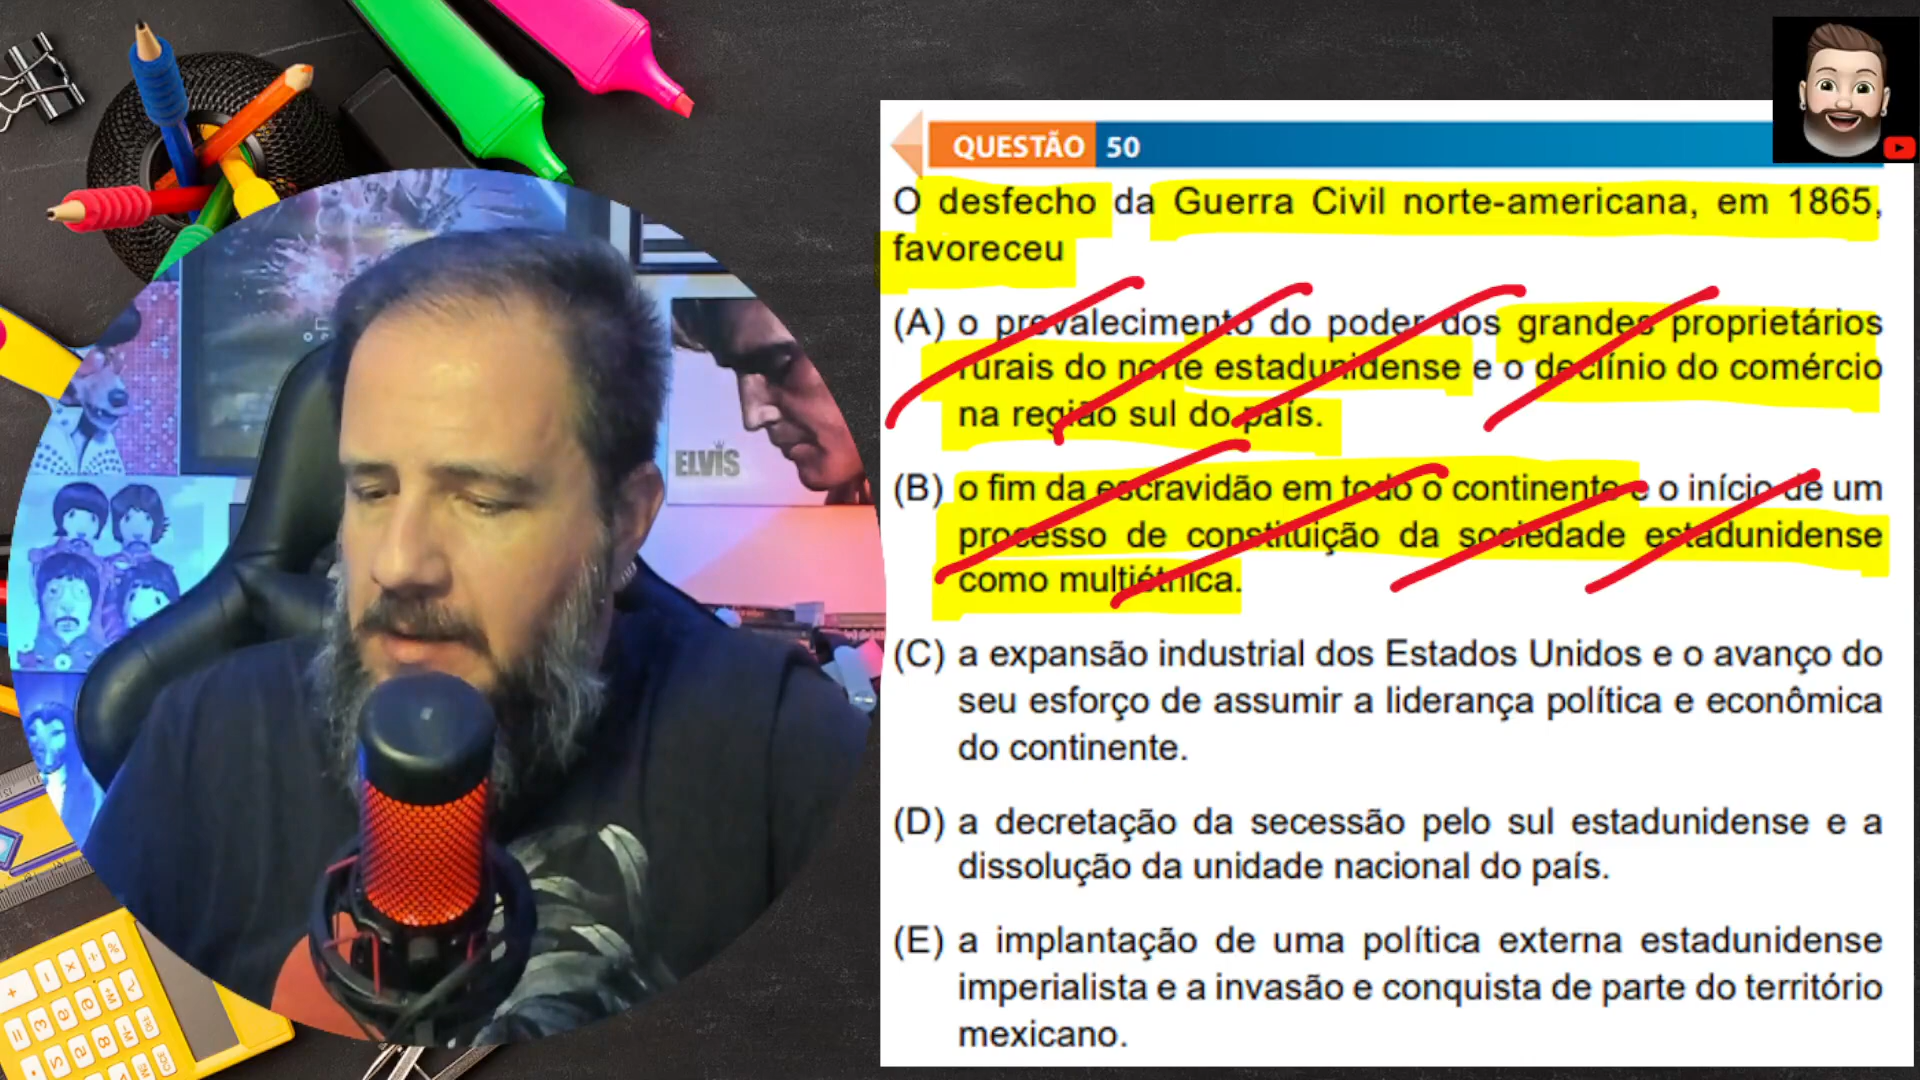 QUESTÃO 50
O desfecho da Guerra Civil norte-americana, em 1865,
favoreceu
(A) o prevalecimento do poder dos grandes proprietários
rurais do norte estadunidense e o declínio do comércio
na região sul do país.
(B) o fim da escravidão em todo o continente e o início de um
processo de constituição da sociedade estadunidense
como multiétnica.
(C) a expansão industrial dos Estados Unidos e o avanço do
seu esforço de assumir a liderança política e econômica
do continente.
(D) a decretação da secessão pelo sul estadunidense e a
dissolução da unidade nacional do país.
(E) a implantação de uma política externa estadunidense
imperialista e a invasão e conquista de parte do território
mexicano.
ELVIS